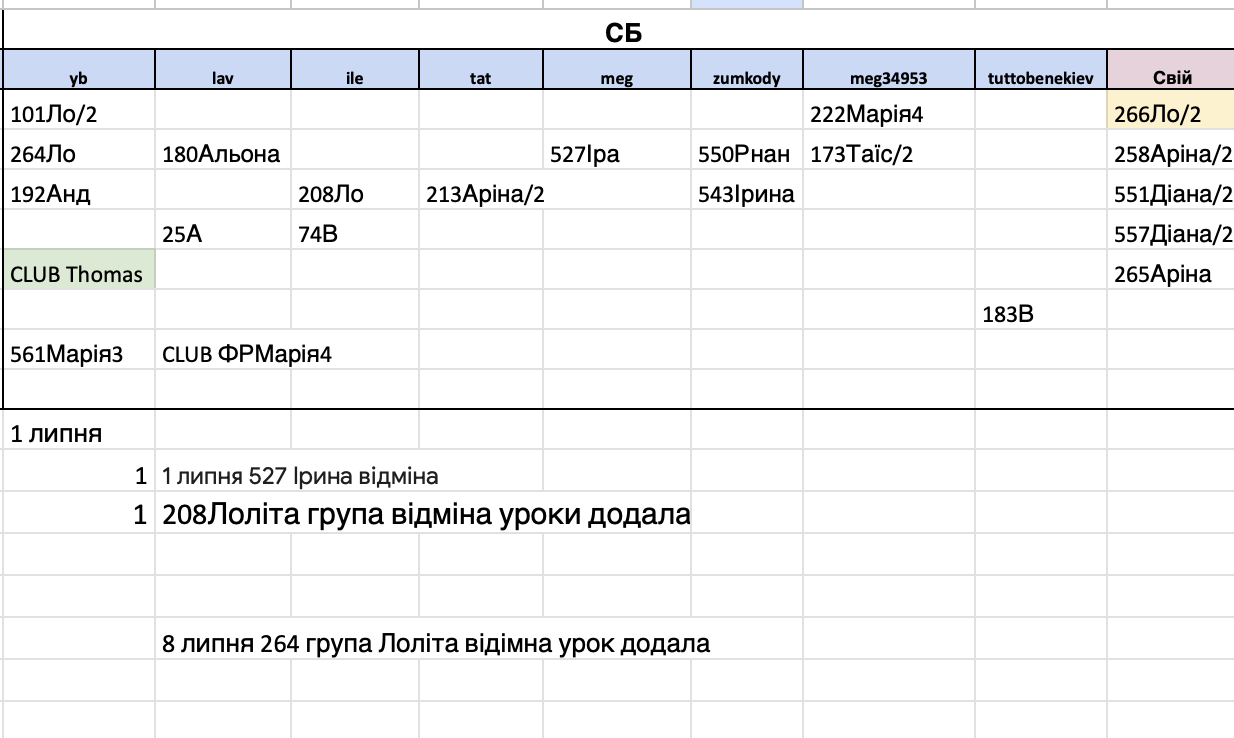 СБ
yb lav ile tat meg zumkody meg34953 tuttobenekiev Свій
101Ло/2 222Марія4 266Ло/2
264Ло 180Альона 527Іра 550Рнан 173Таїс/2 258Аріна/2
192Анд 208Ло 213Аріна/2 543Ірина 551Діана/2
25А 74В 557Діана/2
CLUB Thomas 265Аріна
183В
561Марія3 CLUB ФРМарія4
1 липня
1 1 липня 527 Ірина відміна
1 208Лоліта група відміна уроки додала
8 липня 264 група Лоліта відімна урок додала